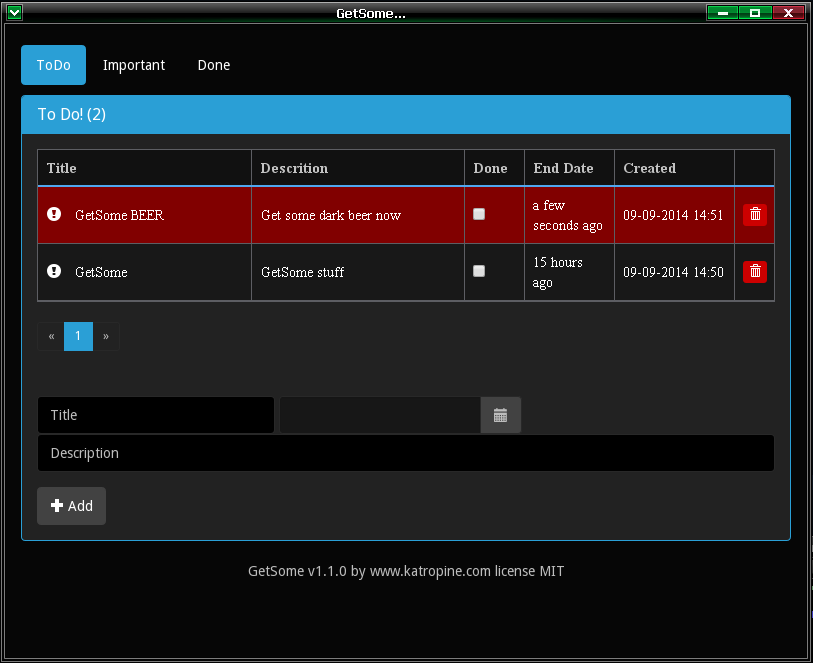 GetSome...
ToDo Important Done
To Do! (2)
Title Descrition Done End Date Created
GetSome BEER Get some dark beer now a few seconds ago 09-09-2014 14:51
GetSome GetSome stuff 15 hours ago 09-09-2014 14:50
« 1 »
Title
Description
Add
GetSome v1.1.0 by www.katropine.com license MIT